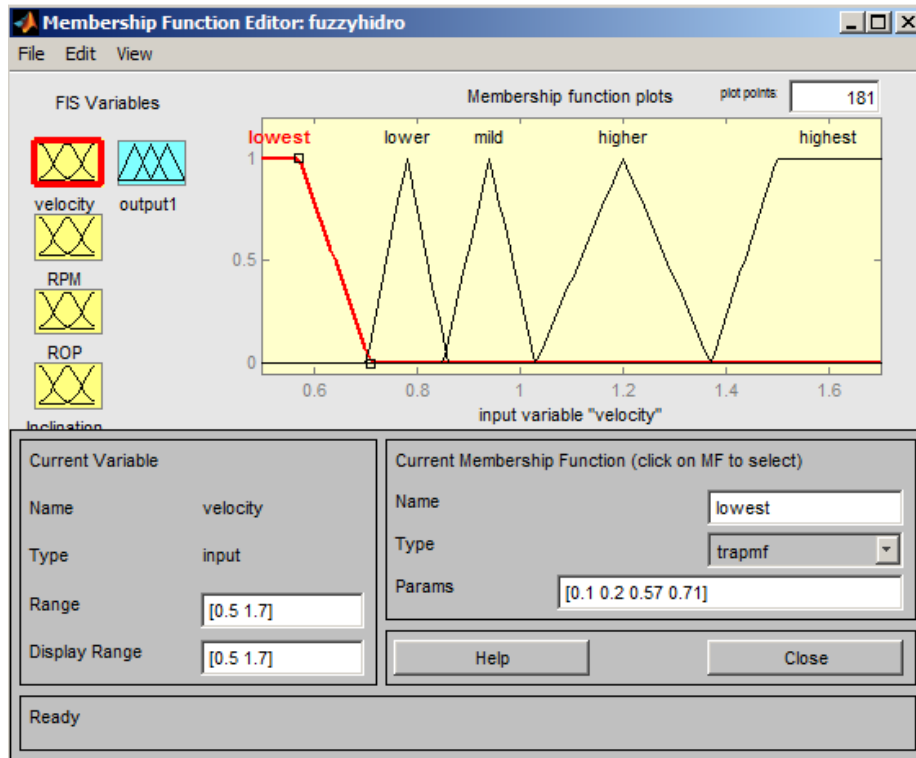 Membership Function Editor: fuzzyhidro
File Edit View
FIS Variables
Membership function plots
plot points:
181
velocity
output1
RPM
ROP
Inclination
lowest
lower
mild
higher
highest
1
0.5
0
0.6
0.8
1
1.2
1.4
1.6
input variable "velocity"
Current Variable
Name
velocity
Type
input
Range
[0.5 1.7]
Display Range
[0.5 1.7]
Current Membership Function (click on MF to select)
Name
lowest
Type
trapmf
Params
[0.1 0.2 0.57 0.71]
Help
Close
Ready